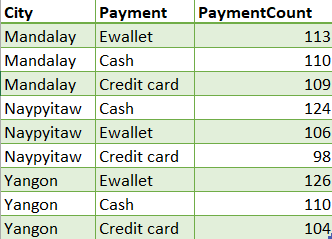 City Payment PaymentCount
Mandalay Ewallet 113
Mandalay Cash 110
Mandalay Credit card 109
Naypyitaw Cash 124
Naypyitaw Ewallet 106
Naypyitaw Credit card 98
Yangon Ewallet 126
Yangon Cash 110
Yangon Credit card 104